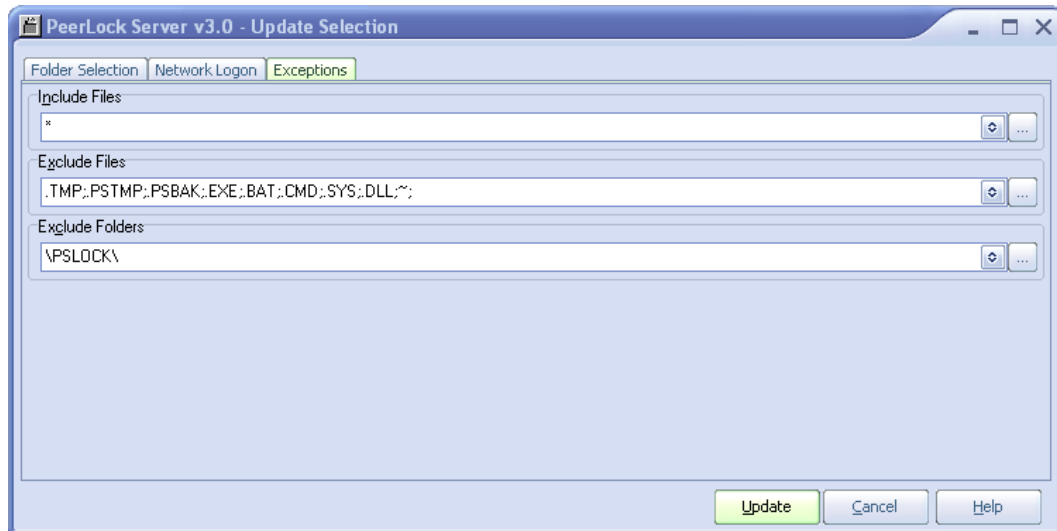 PeerLock Server v3.0 - Update Selection
Folder Selection Network Logon Exceptions
Include Files
*
...
Exclude Files
.TMP;.PSTMP;.PSBAK;.EXE;.BAT;.CMD;.SYS;.DLL;~;
...
Exclude Folders
\PSLOCK\
...
Update Cancel Help